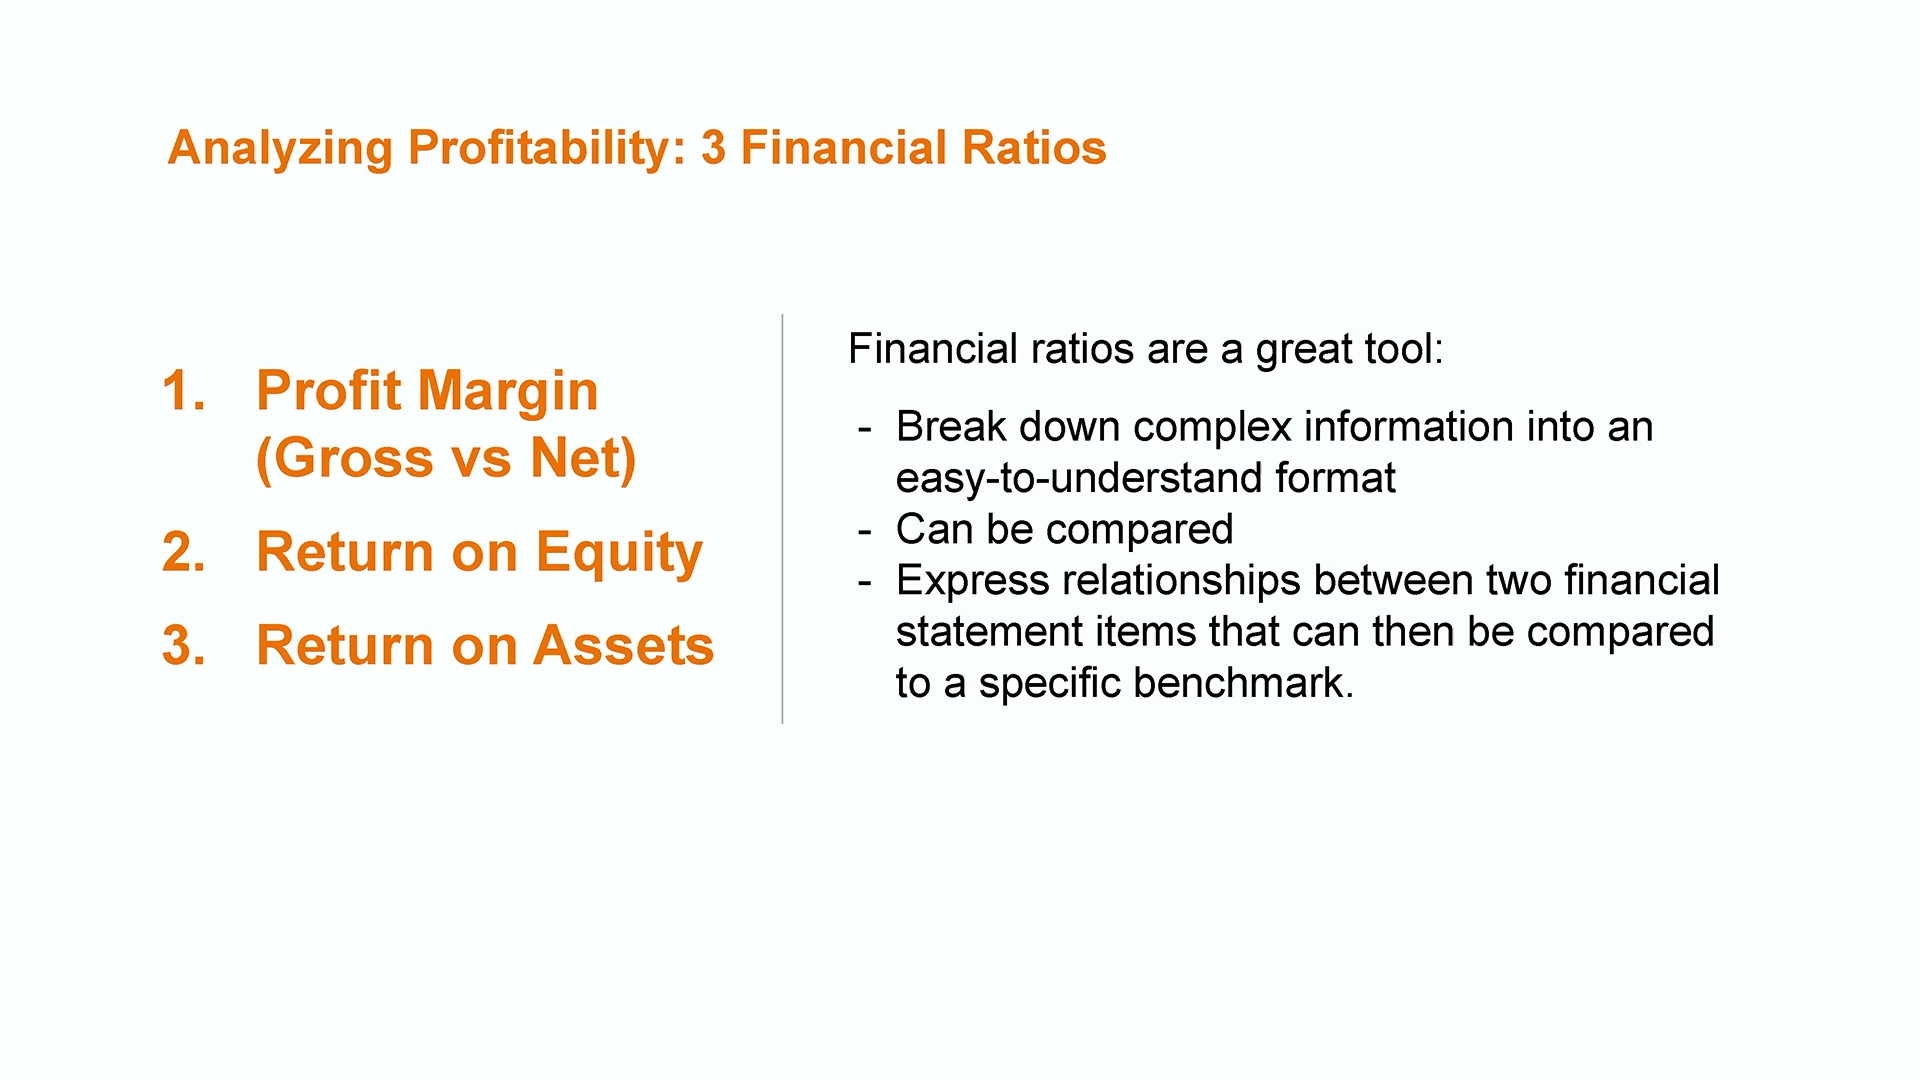 Analyzing Profitability: 3 Financial Ratios
1. Profit Margin
(Gross vs Net)
2. Return on Equity
3. Return on Assets
Financial ratios are a great tool:
- Break down complex information into an
easy-to-understand format
- Can be compared
- Express relationships between two financial
statement items that can then be compared
to a specific benchmark.